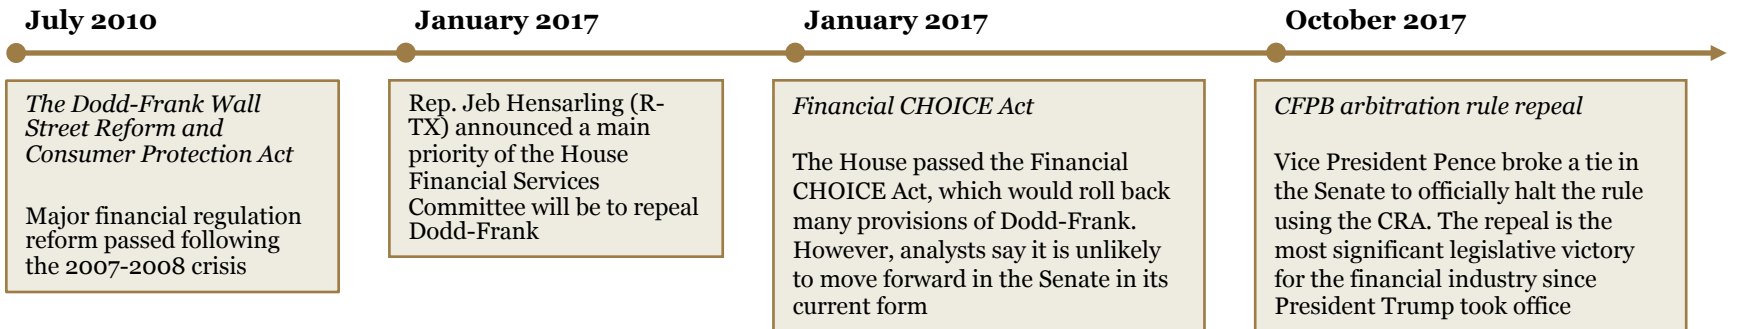 July 2010
January 2017
January 2017
October 2017
The Dodd-Frank Wall
Street Reform and
Consumer Protection Act
Major financial regulation
reform passed following
the 2007-2008 crisis
Rep. Jeb Hensarling (R-
TX) announced a main
priority of the House
Financial Services
Committee will be to repeal
Dodd-Frank
Financial CHOICE Act
The House passed the Financial
CHOICE Act, which would roll back
many provisions of Dodd-Frank.
However, analysts say it is unlikely
to move forward in the Senate in its
current form
CFPB arbitration rule repeal
Vice President Pence broke a tie in
the Senate to officially halt the rule
using the CRA. The repeal is the
most significant legislative victory
for the financial industry since
President Trump took office